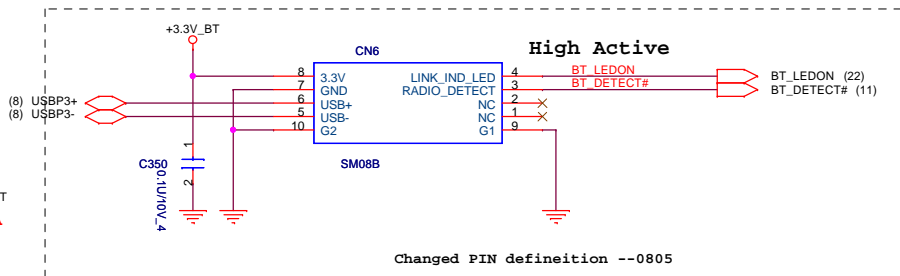 +3.3V_BT
CN6
High Active
8 3.3V LINK_IND_LED 4 BT_LEDON BT_LEDON (22)
7 GND RADIO_DETECT 3 BT_DETECT# BT_DETECT# (11)
(8) USBP3+ 6 USB+ NC 2
(8) USBP3- 5 USB- NC 1
10 G2 G1 9
1
C350
2
0.1U/10V_4
SM08B
T
Changed PIN defineition --0805